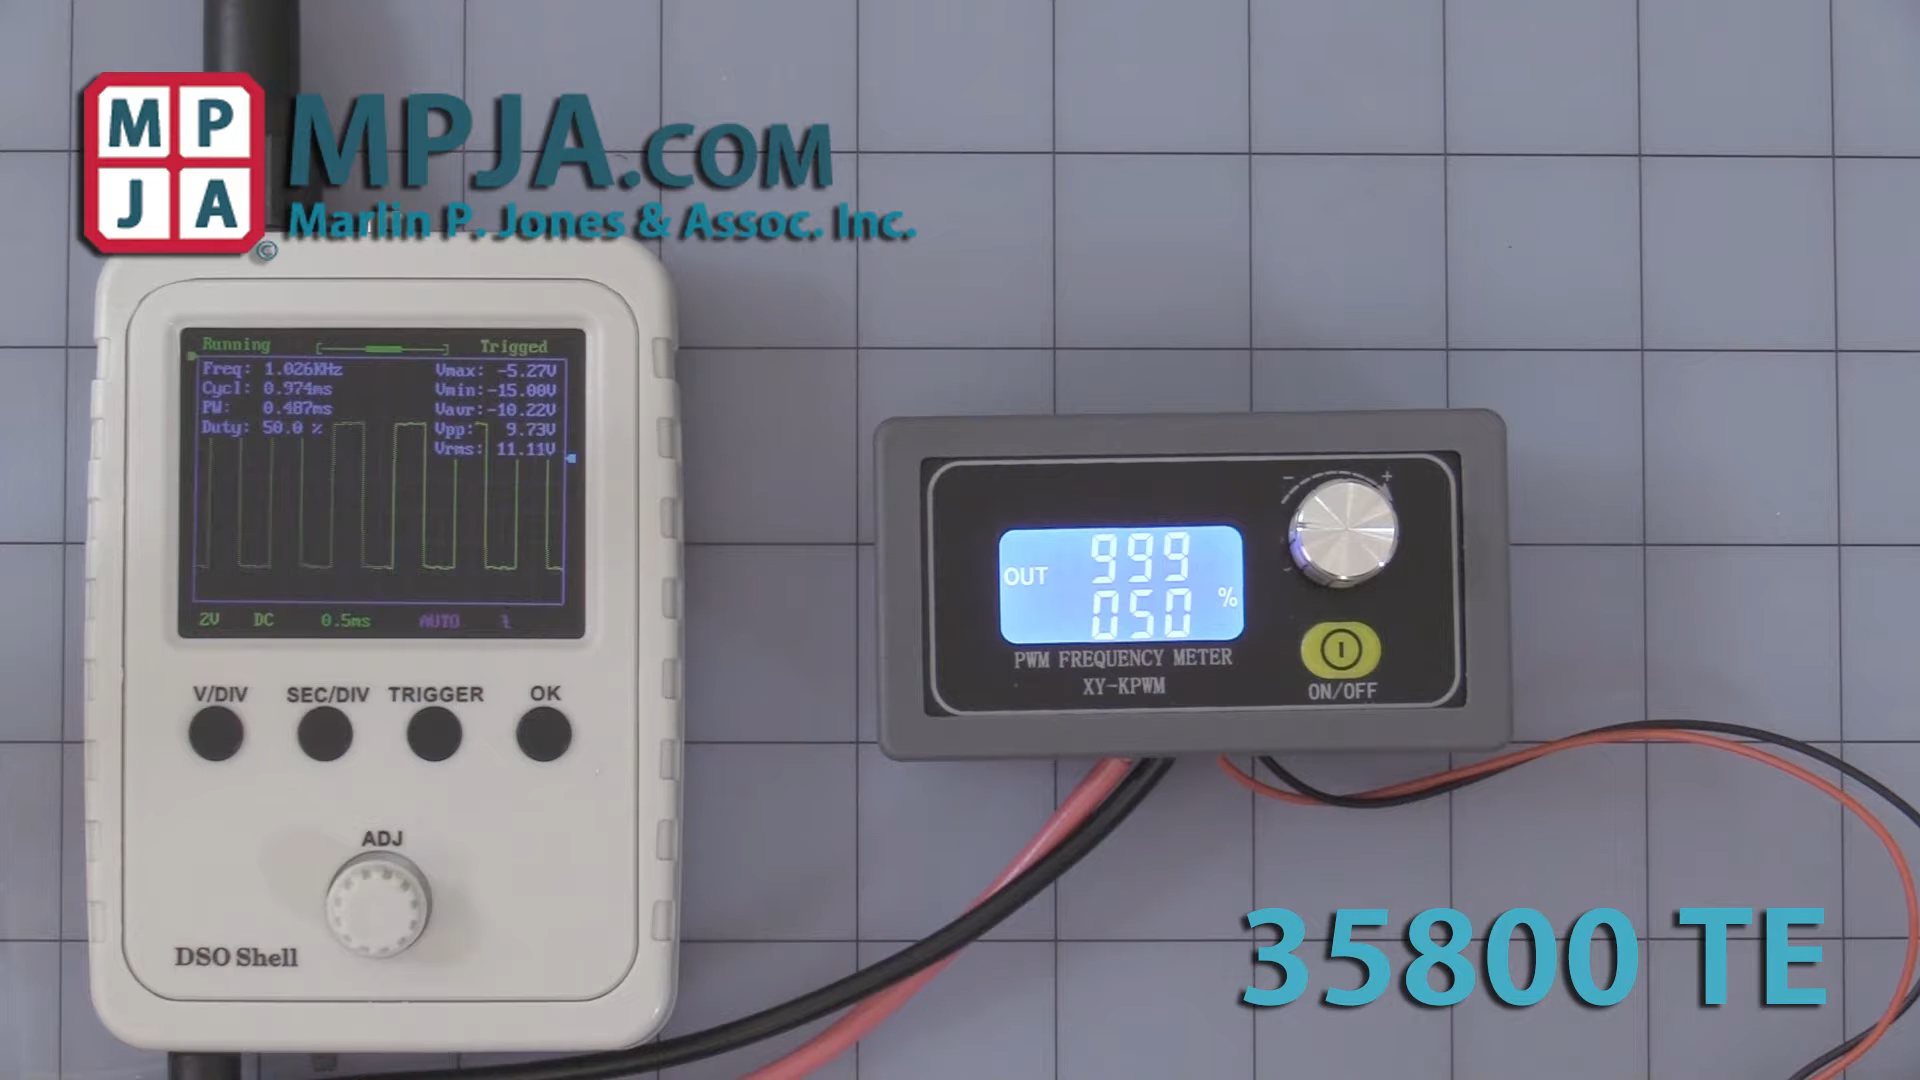 M P
J A
©
MPJA.COM
Marlin P. Jones & Assoc. Inc.
Running Trigged
Freq: 1.026KHz Vmax: -5.27V
Cycl: 0.974ms Vmin:-15.00V
PW: 0.487ms Vavr:-10.22V
Duty: 50.0 % Vpp: 9.73V
Vrms: 11.11V
2V DC 0.5ms AUTO
V/DIV SEC/DIV TRIGGER OK
ADJ
DSO Shell
- +
999
OUT
050 %
PWM FREQUENCY METER
XY-KPWM
ON/OFF
35800 TE